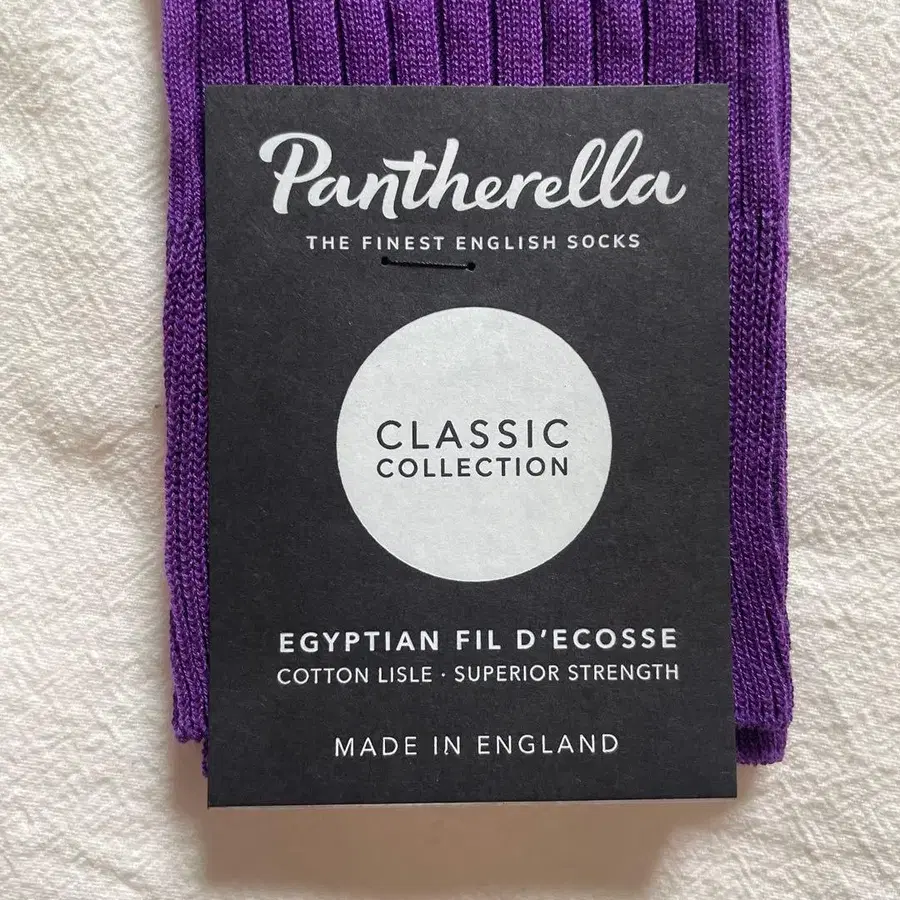 Pantherella
THE FINEST ENGLISH SOCKS
CLASSIC
COLLECTION
EGYPTIAN FIL D'ECOSSE
COTTON LISLE · SUPERIOR STRENGTH
MADE IN ENGLAND